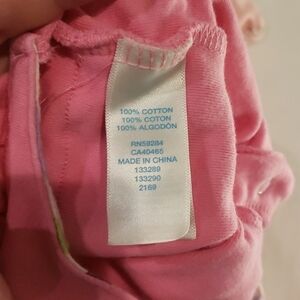 100% COTTON
100% COTON
100% ALGODÓN
RN59284
CA40465
MADE IN CHINA
133289
133290
2169